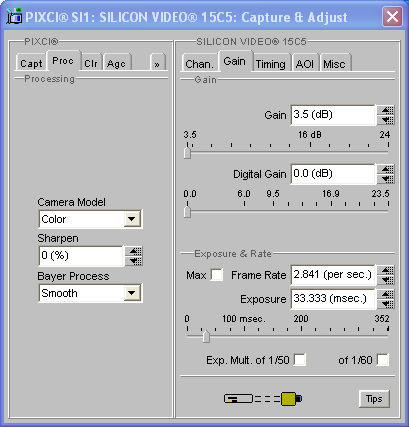 PIXCI® SI1: SILICON VIDEO® 15C5: Capture & Adjust
PIXCI®
Capt Proc Clr Agc »
Processing
Camera Model
Color
Sharpen
0 (%)
Bayer Process
Smooth
SILICON VIDEO® 15C5
Chan. Gain Timing AOI Misc
Gain
Gain 3.5 (dB)
3.5 16 dB 24
Digital Gain 0.0 (dB)
0.0 6.0 9.5 16.9 23.5
Exposure & Rate
Max Frame Rate 2.841 (per sec.)
Exposure 33.333 (msec.)
0 100 msec. 200 352
Exp. Mult. of 1/50 of 1/60
Tips